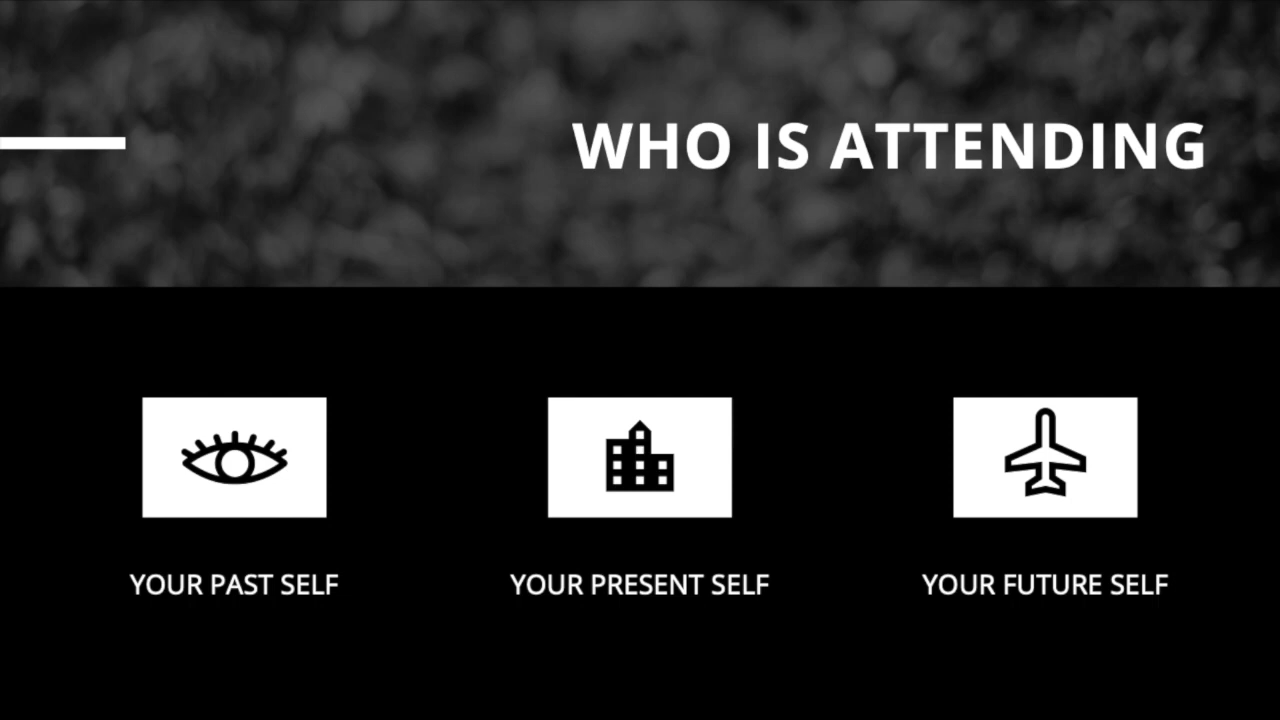 WHO IS ATTENDING
YOUR PAST SELF
YOUR PRESENT SELF
YOUR FUTURE SELF